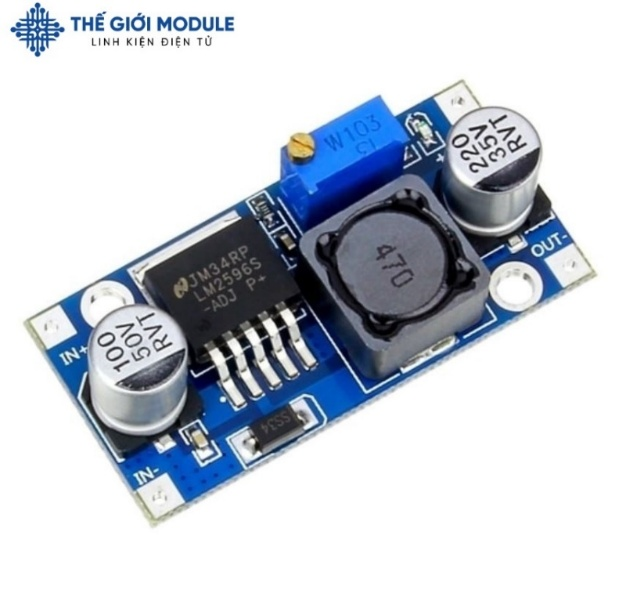 THẾ GIỚI MODULE
LINH KIỆN ĐIỆN TỬ
W103
220
35V
RVT
+
470
OUT-
JM34RP
LM2596S
-ADJ P+
IN+
100
50V
RVT
SS34
IN-